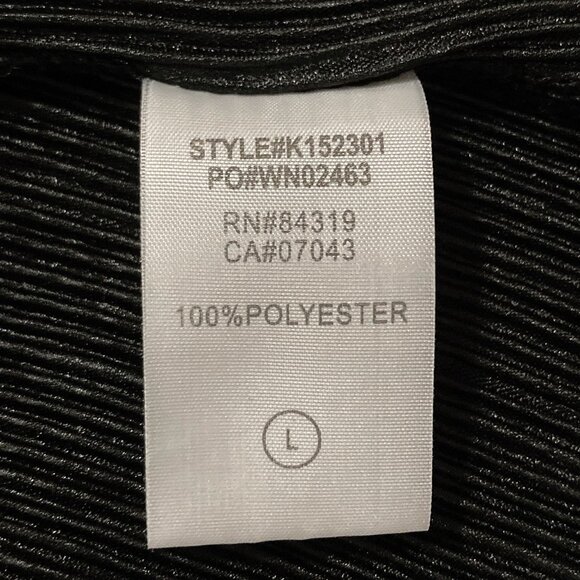 STYLE#K152301
PO#WN02463
RN#84319
CA#07043
100%POLYESTER
L